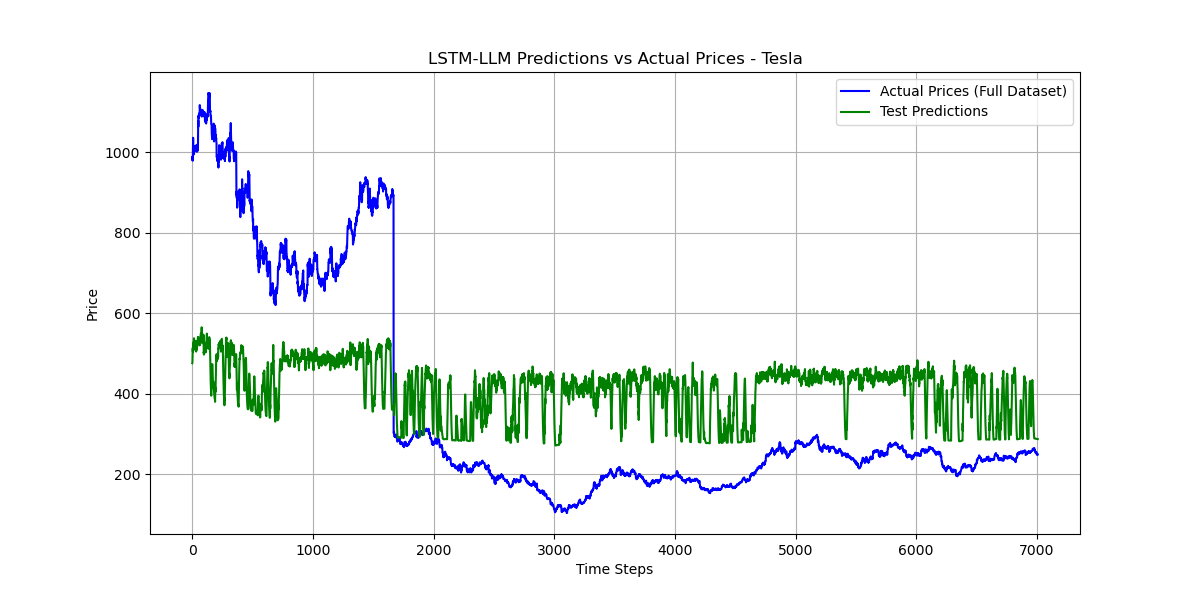 LSTM-LLM Predictions vs Actual Prices - Tesla
Actual Prices (Full Dataset)
Test Predictions
Price
1000
800
600
400
200
0 1000 2000 3000 4000 5000 6000 7000
Time Steps